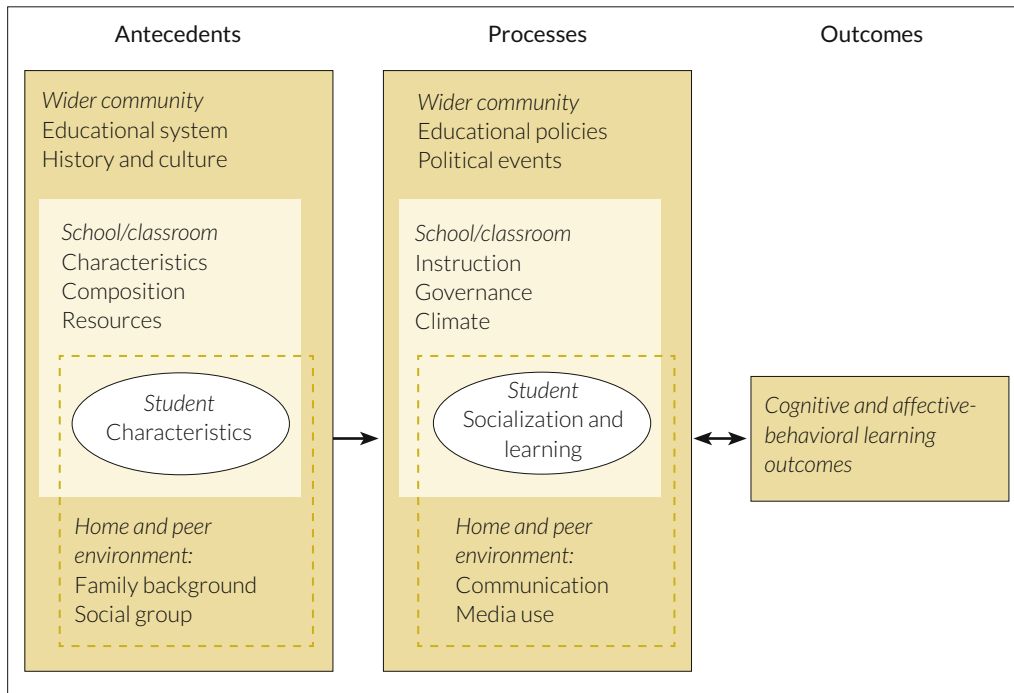 Antecedents
Processes
Outcomes
Wider community
Educational system
History and culture
School/classroom
Characteristics
Composition
Resources
Student
Characteristics
Home and peer
environment:
Family background
Social group
Wider community
Educational policies
Political events
School/classroom
Instruction
Governance
Climate
Student
Socialization and
learning
Home and peer
environment:
Communication
Media use
Cognitive and affective-
behavioral learning
outcomes